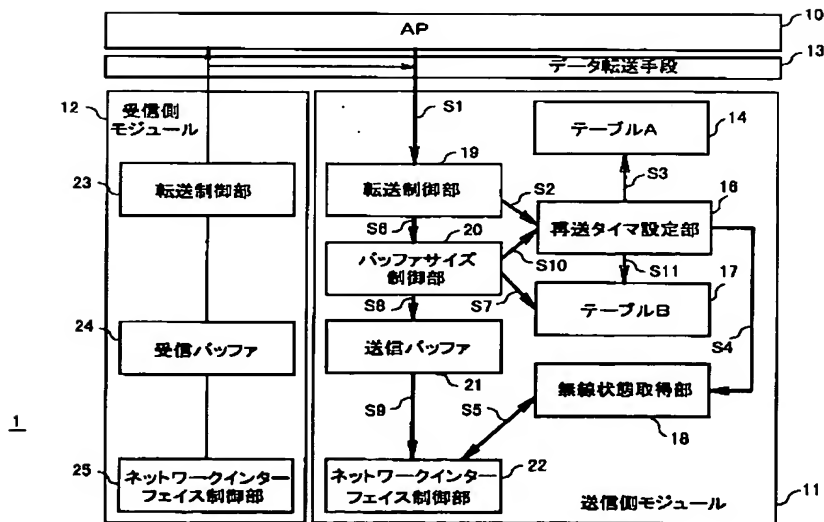 AP
10
データ転送手段
13
12
受信側
モジュール
S1
テーブルA
14
23
転送制御部
19
転送制御部
S2
S3
16
再送タイマ設定部
S6
20
バッファサイズ
制御部
S10
S11
17
S8
S7
テーブルB
24
受信バッファ
送信バッファ
21
S4
無線状態取得部
18
S9
S5
1
25
ネットワークインター
フェイス制御部
22
ネットワークインター
フェイス制御部
送信側モジュール
11